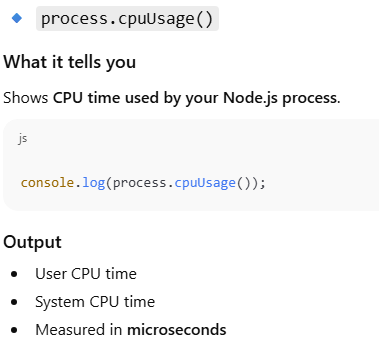 process.cpuUsage()
What it tells you
Shows CPU time used by your Node.js process.
js
console.log(process.cpuUsage());
Output
User CPU time
System CPU time
Measured in microseconds